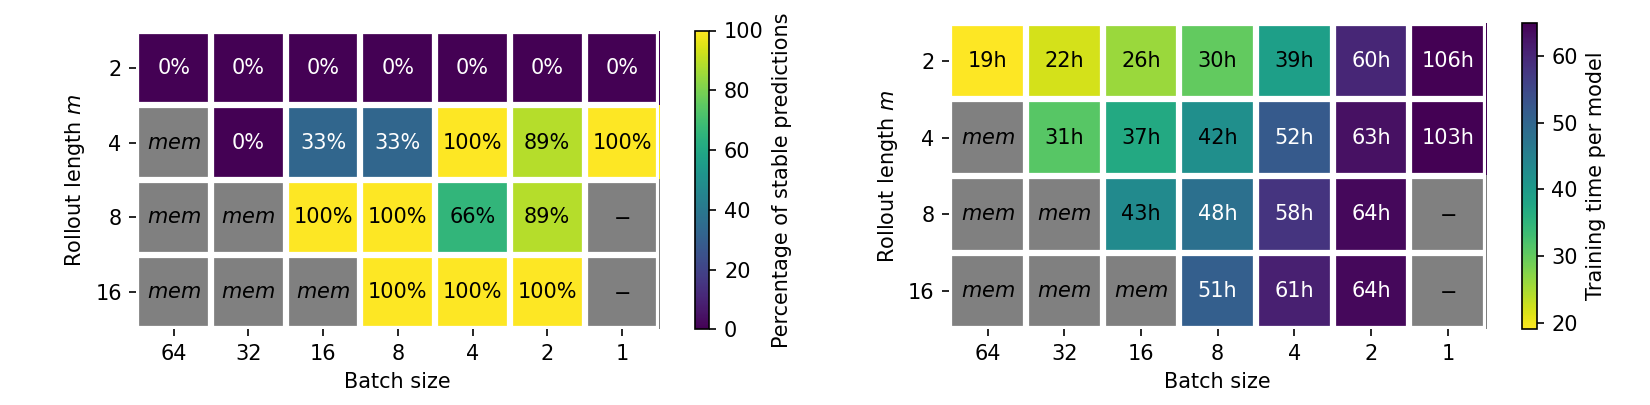 2 0% 0% 0% 0% 0% 0% 0%
4 mem 0% 33% 33% 100% 89% 100%
8 mem mem 100% 100% 66% 89% –
16 mem mem mem 100% 100% 100% –
64 32 16 8 4 2 1
Batch size
Rollout length m
100
80
60
40
20
0
Percentage of stable predictions
2 19h 22h 26h 30h 39h 60h 106h
4 mem 31h 37h 42h 52h 63h 103h
8 mem mem 43h 48h 58h 64h –
16 mem mem mem 51h 61h 64h –
64 32 16 8 4 2 1
Batch size
Rollout length m
60
50
40
30
20
Training time per model